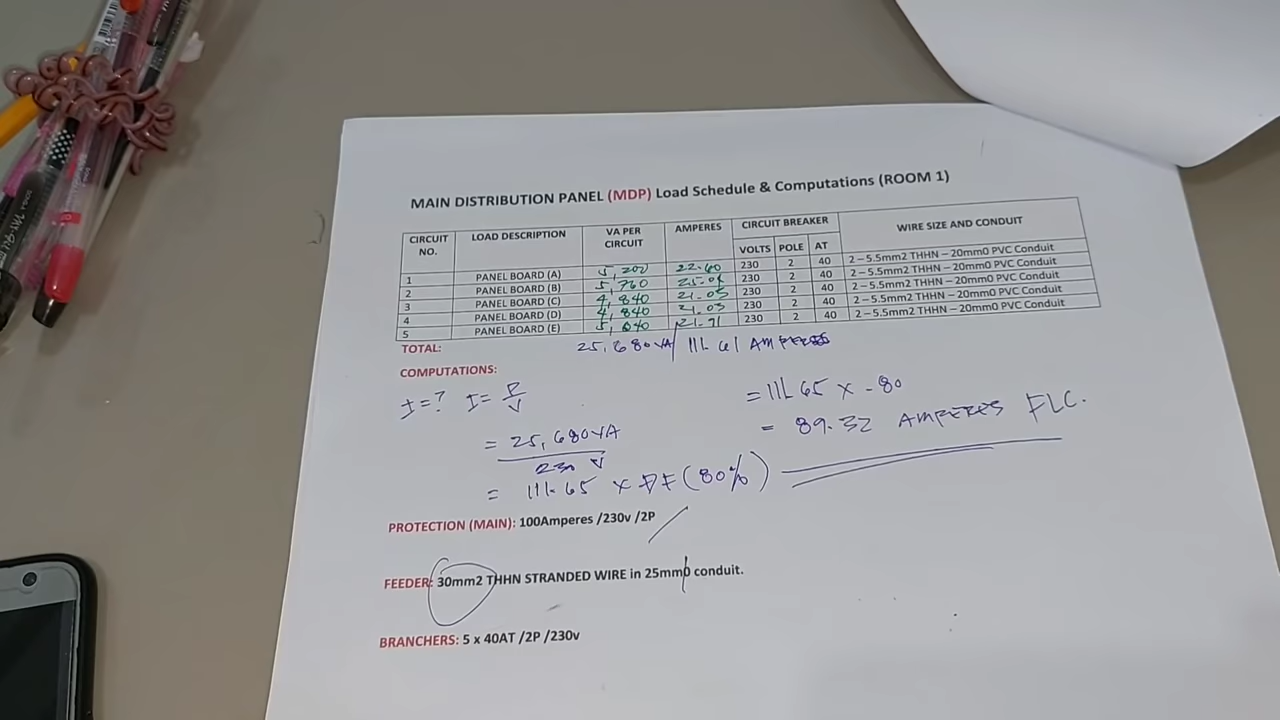 MAIN DISTRIBUTION PANEL (MDP) Load Schedule & Computations (ROOM 1)
CIRCUIT NO. LOAD DESCRIPTION VA PER CIRCUIT AMPERES CIRCUIT BREAKER WIRE SIZE AND CONDUIT
VOLTS POLE AT
1 PANEL BOARD (A) 5,200 22.60 230 2 40 2–5.5mm2 THHN – 20mm0 PVC Conduit
2 PANEL BOARD (B) 5,760 25.04 230 2 40 2–5.5mm2 THHN – 20mm0 PVC Conduit
3 PANEL BOARD (C) 4,840 21.05 230 2 40 2–5.5mm2 THHN – 20mm0 PVC Conduit
4 PANEL BOARD (D) 4,840 21.05 230 2 40 2–5.5mm2 THHN – 20mm0 PVC Conduit
5 PANEL BOARD (E) 5,040 21.91 230 2 40 2–5.5mm2 THHN – 20mm0 PVC Conduit
TOTAL: 25,680VA/ 111.61 AMPERES
COMPUTATIONS:
I=? I= P/V
= 25,680VA
230 V
= 111.65 x DF (80%)
= 111.65 x .80
= 89.32 AMPERES FLC.
PROTECTION (MAIN): 100Amperes /230v /2P
FEEDER: 30mm2 THHN STRANDED WIRE in 25mm0 conduit.
BRANCHERS: 5 x 40AT /2P /230v